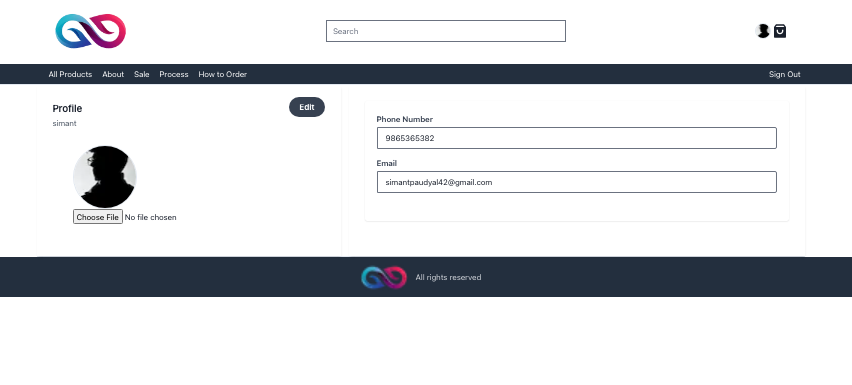 Search
All Products About Sale Process How to Order Sign Out
Profile
Edit
simant
Choose File No file chosen
Phone Number
9865365382
Email
simantpaudyal42@gmail.com
All rights reserved